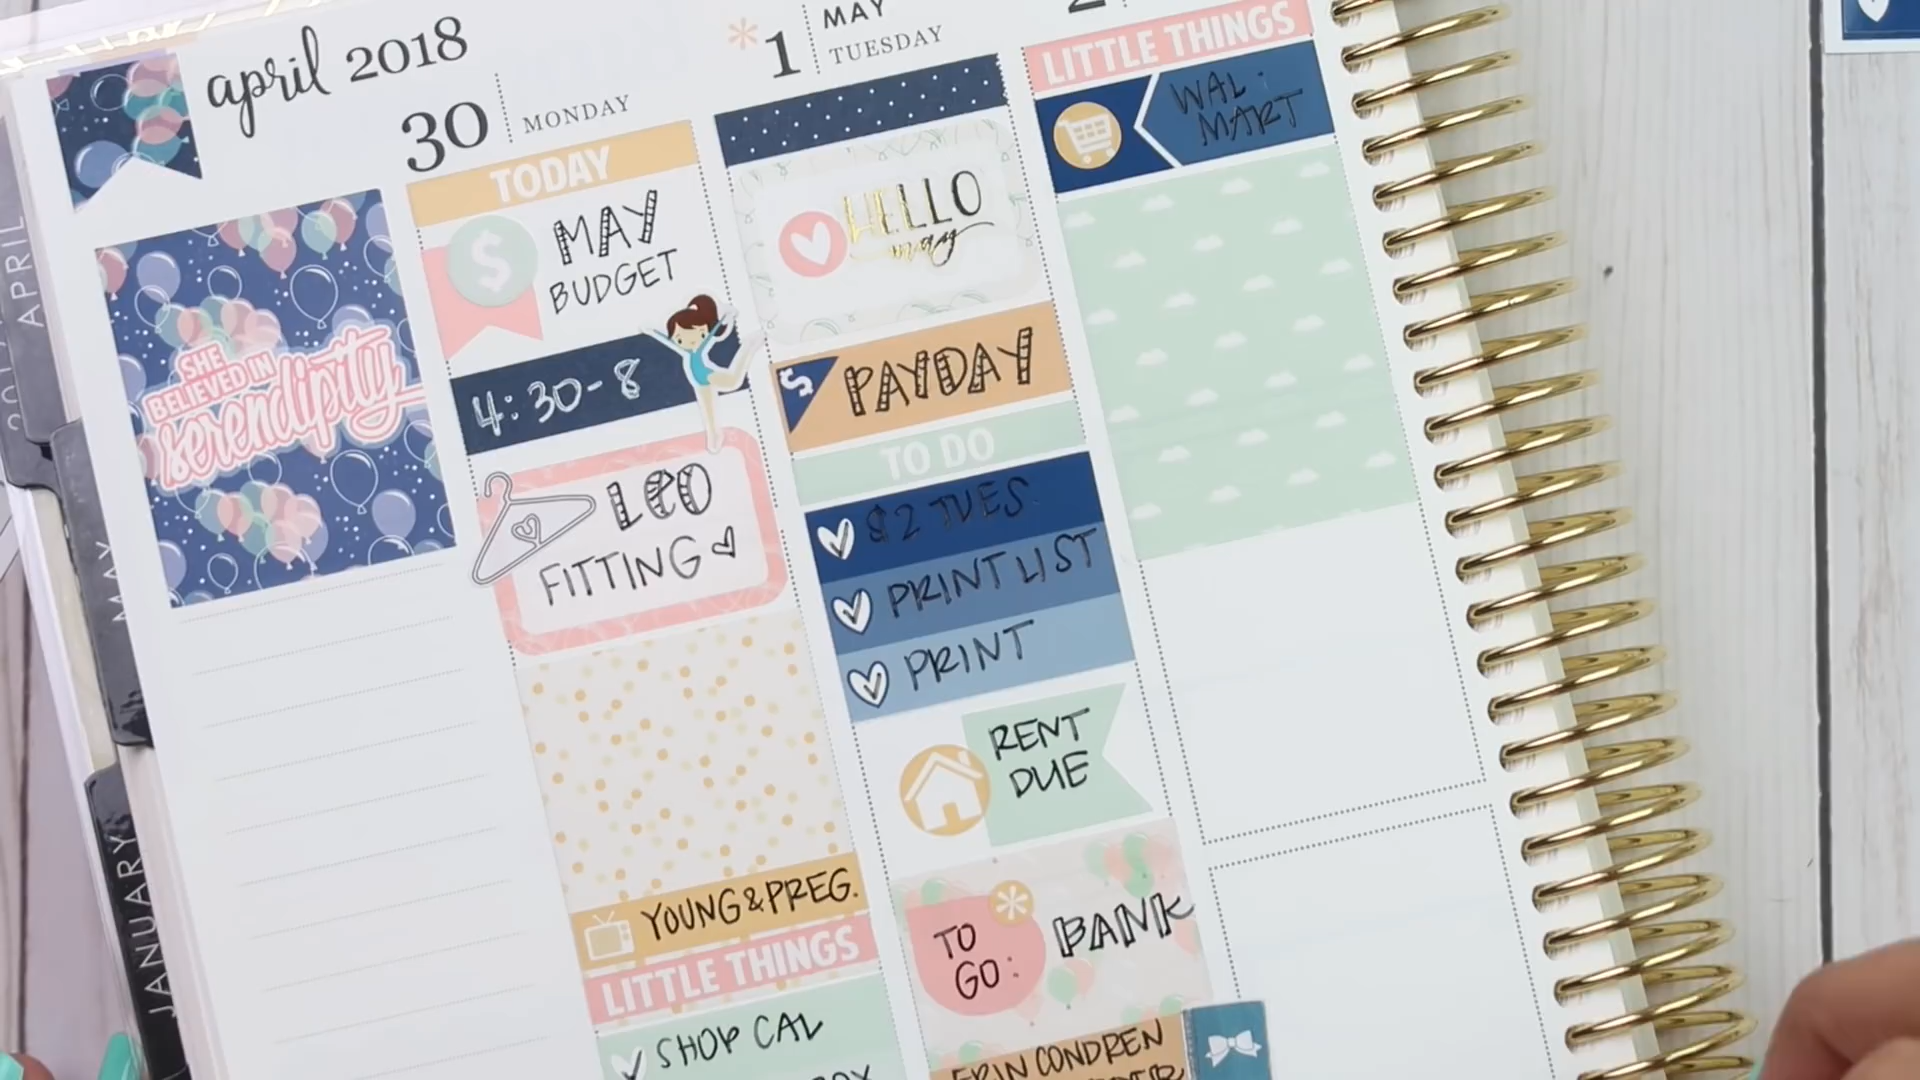 april 2018
30 MONDAY
TODAY
MAY
BUDGET
4:30-8
LEO
FITTING
YOUNG & PREG.
LITTLE THINGS
SHOP CAL
1 MAY
TUESDAY
HELLO
may
PAYDAY
TO DO
$2 TUES
PRINT LIST
PRINT
RENT
DUE
TO
GO:
BANK
ERIN CONDREN
LITTLE THINGS
WAL-
MART
SHE
BELIEVED IN
serendipity
APRIL
MAY
JANUARY